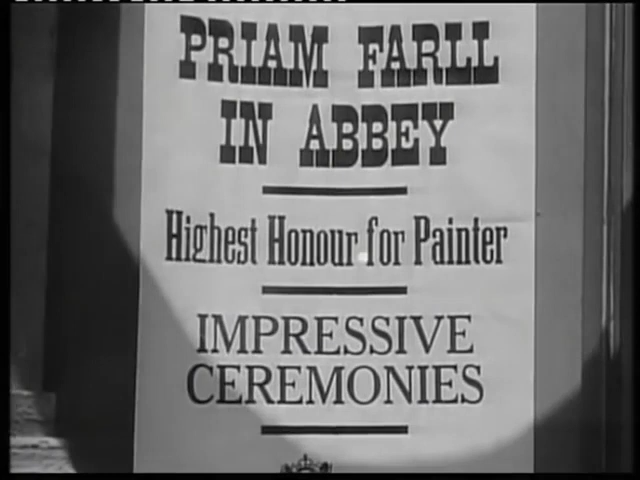 PRIAM FARLL
IN ABBEY
Highest Honour for Painter
IMPRESSIVE
CEREMONIES